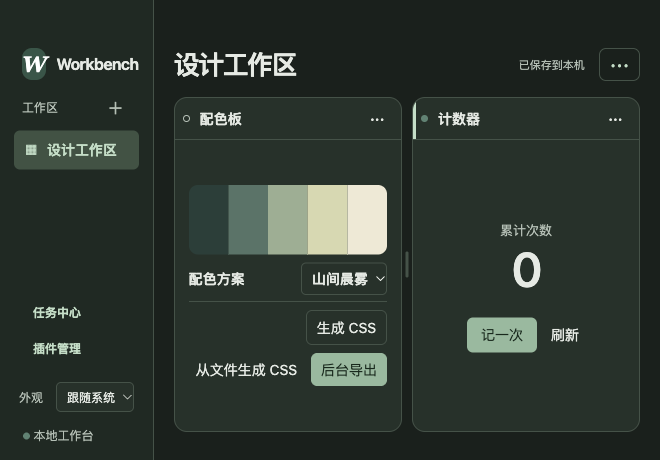 W Workbench
工作区 +
设计工作区
任务中心
插件管理
外观 跟随系统
本地工作台
设计工作区
已保存到本机
配色板
配色方案 山间晨雾
生成 CSS
从文件生成 CSS 后台导出
计数器
累计次数
0
记一次 刷新